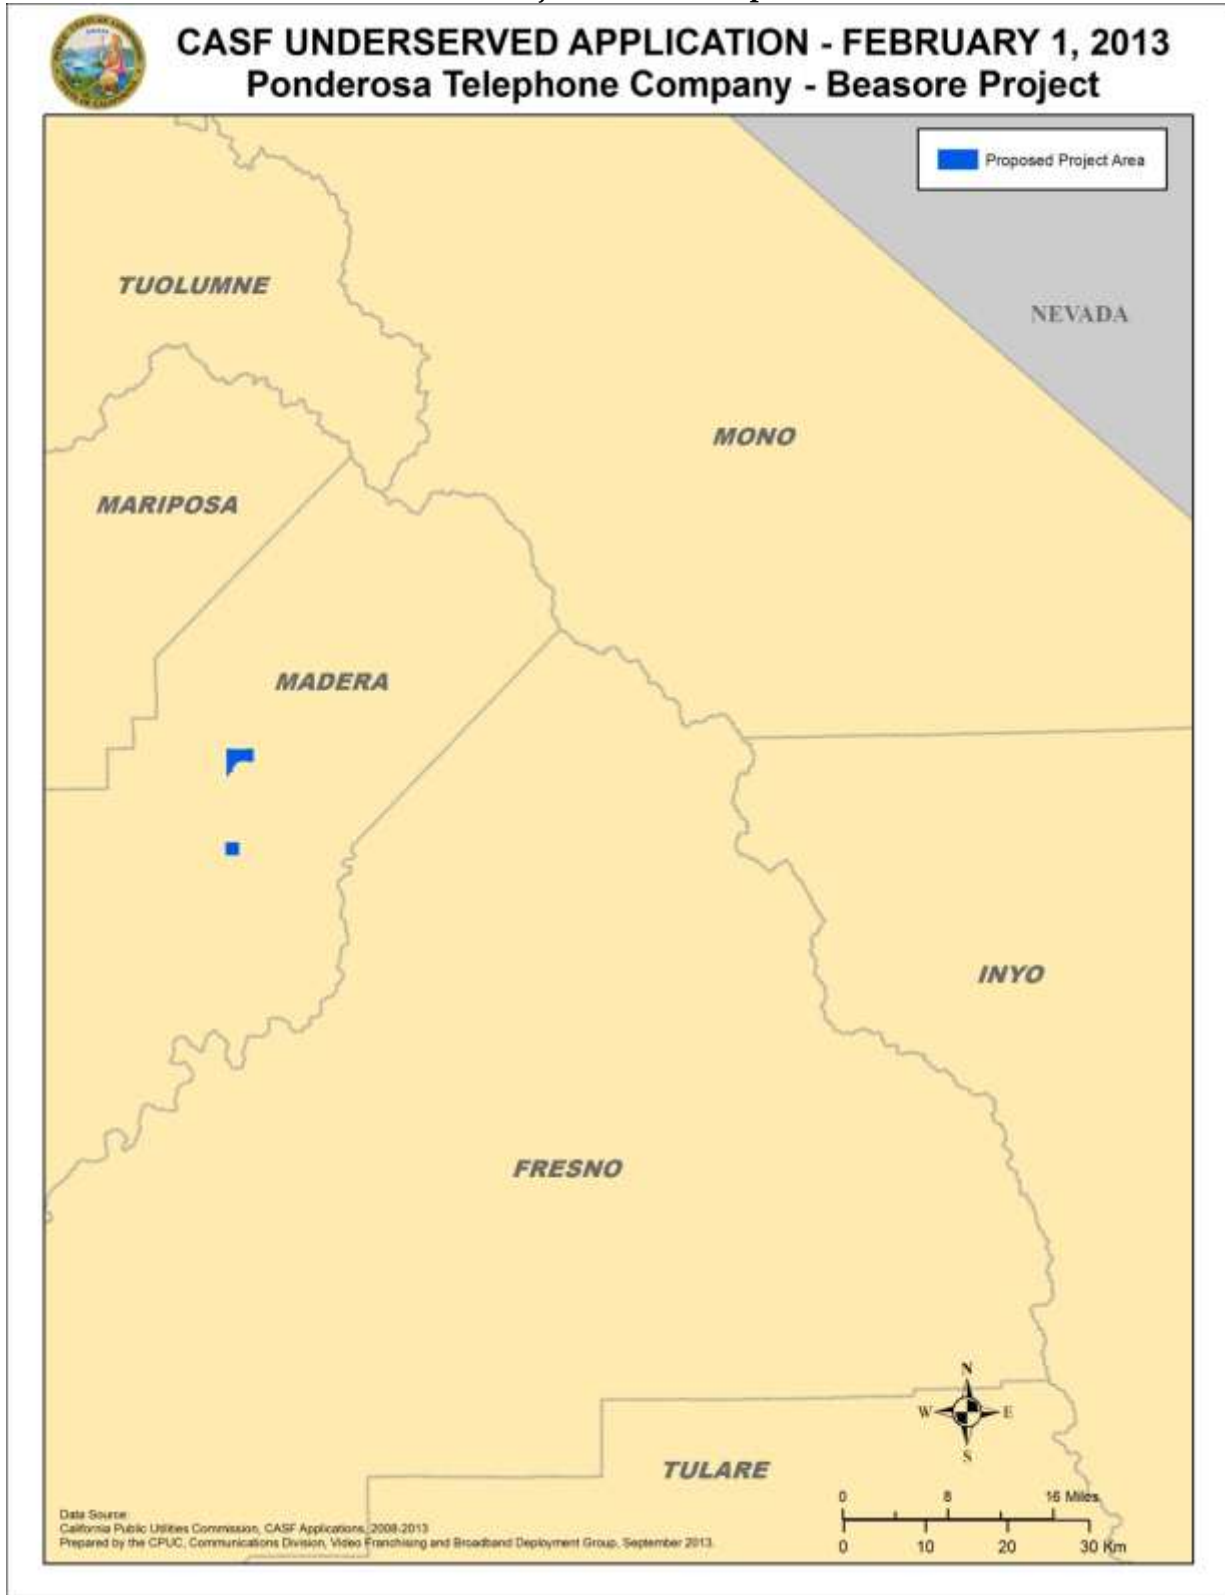 CASF UNDERSERVED APPLICATION - FEBRUARY 1, 2013
Ponderosa Telephone Company - Beasore Project
Proposed Project Area
TUOLUMNE
NEVADA
MONO
MARIPOSA
MADERA
INYO
FRESNO
N
W E
S
TULARE
0 8 16 Miles
0 10 20 30 Km
Data Source:
California Public Utilities Commission, CASF Applications, 2008-2013
Prepared by the CPUC, Communications Division, Video Franchising and Broadband Deployment Group, September 2013.